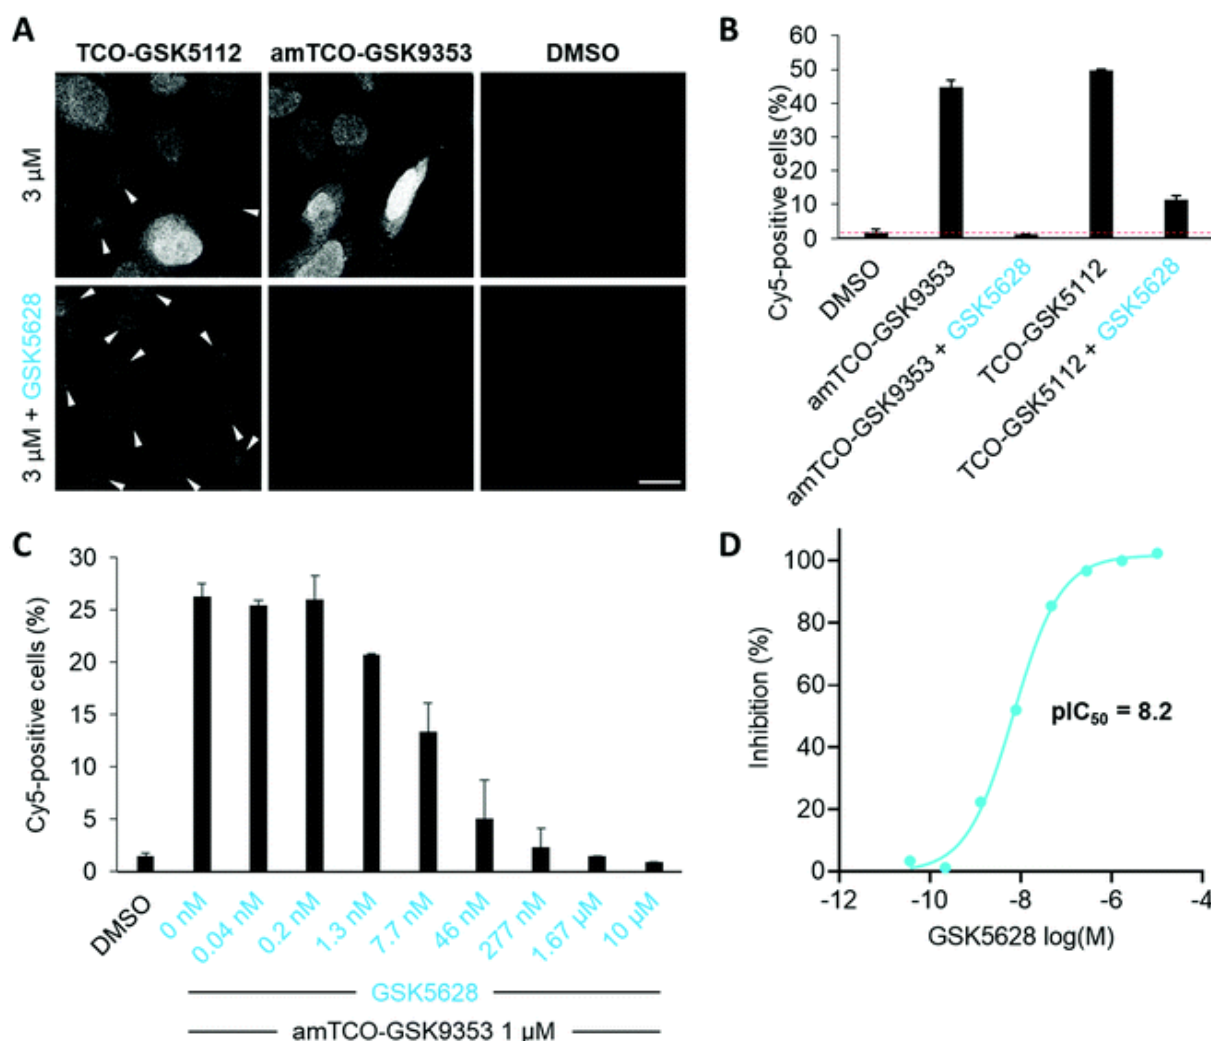 A
TCO-GSK5112 amTCO-GSK9353 DMSO
3 µM
3 µM + GSK5628
B
Cy5-positive cells (%)
60
50
40
30
20
10
0
DMSO
amTCO-GSK9353
amTCO-GSK9353 + GSK5628
TCO-GSK5112
TCO-GSK5112 + GSK5628
C
Cy5-positive cells (%)
30
25
20
15
10
5
0
DMSO
0 nM
0.04 nM
0.2 nM
1.3 nM
7.7 nM
46 nM
277 nM
1.67 µM
10 µM
GSK5628
amTCO-GSK9353 1 µM
D
Inhibition (%)
100
80
60
40
20
0
-12 -10 -8 -6 -4
pIC50 = 8.2
GSK5628 log(M)